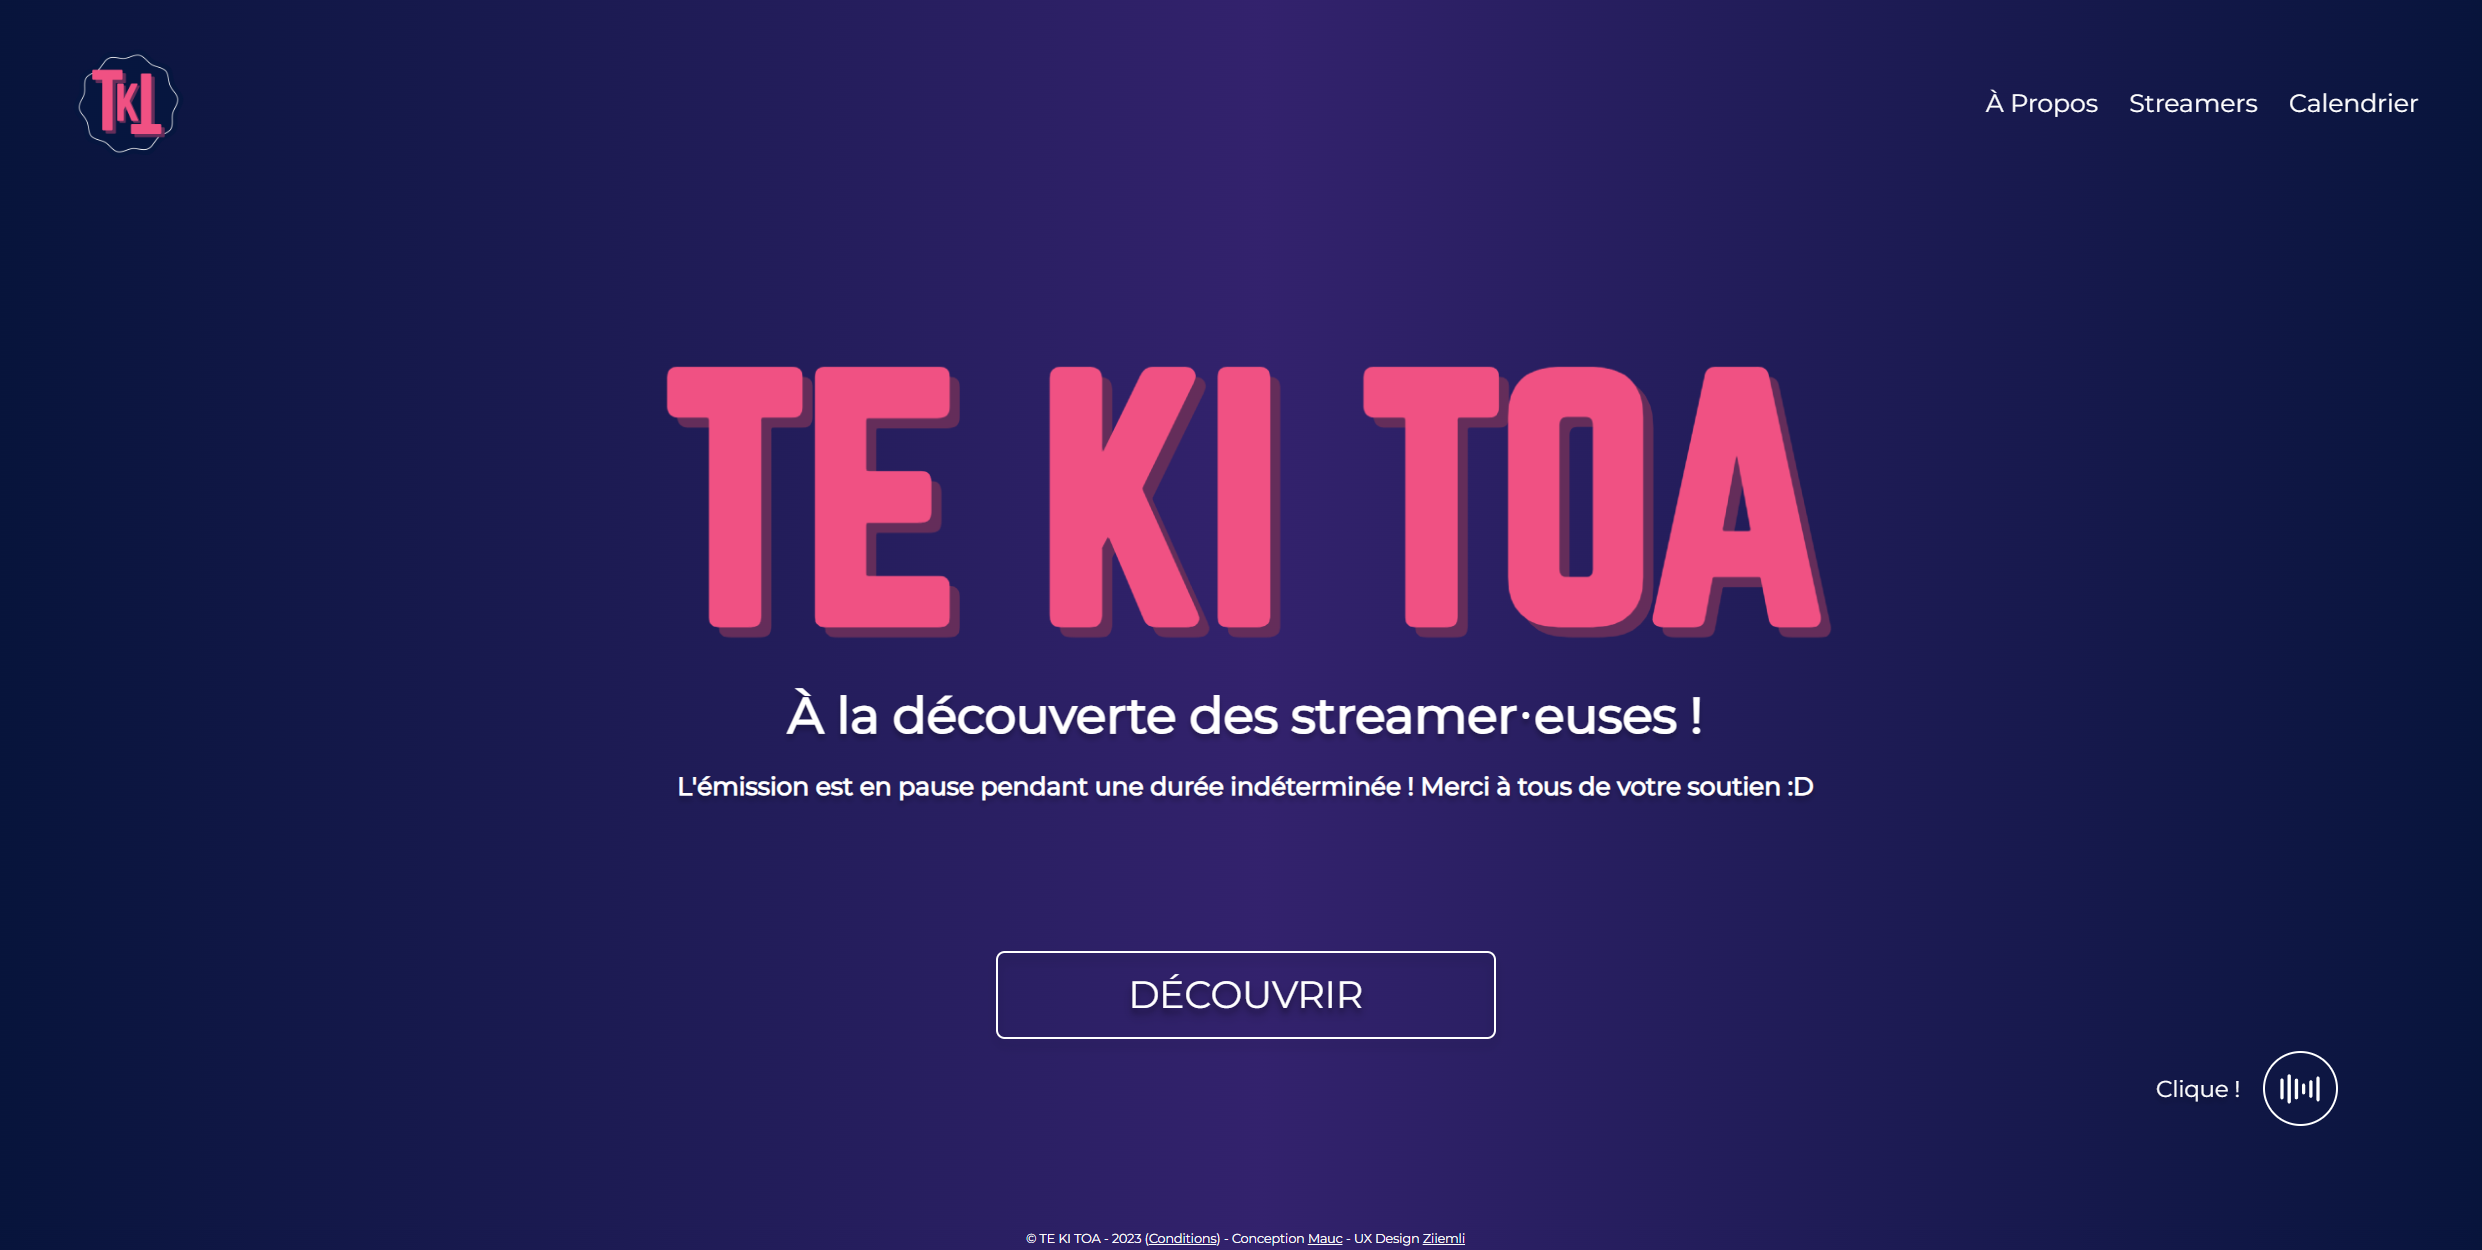 TKT
À Propos Streamers Calendrier
TE KI TOA
À la découverte des streamer·euses !
L'émission est en pause pendant une durée indéterminée ! Merci à tous de votre soutien :D
DÉCOUVRIR
Clique !
© TE KI TOA - 2023 (Conditions) - Conception Mauc - UX Design Ziiemli